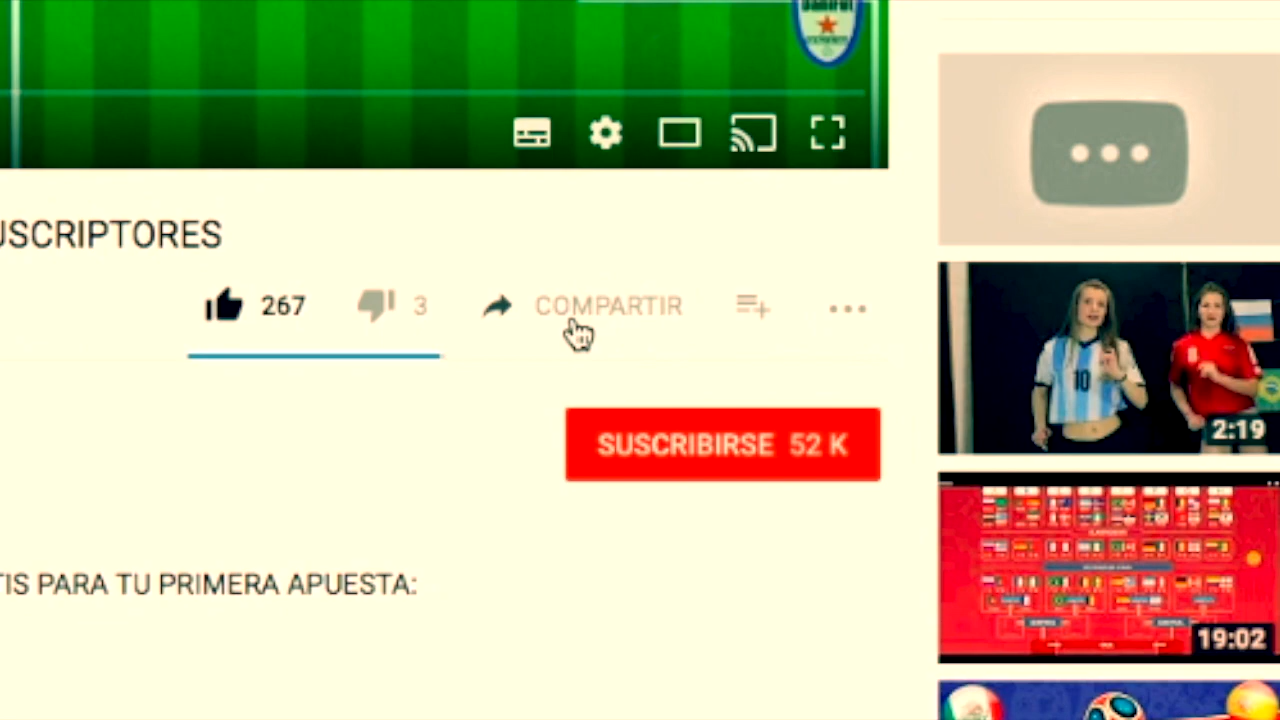 USCRIPTORES
267
3
COMPARTIR
SUSCRIBIRSE 52 K
TIS PARA TU PRIMERA APUESTA:
10
2:19
19:02